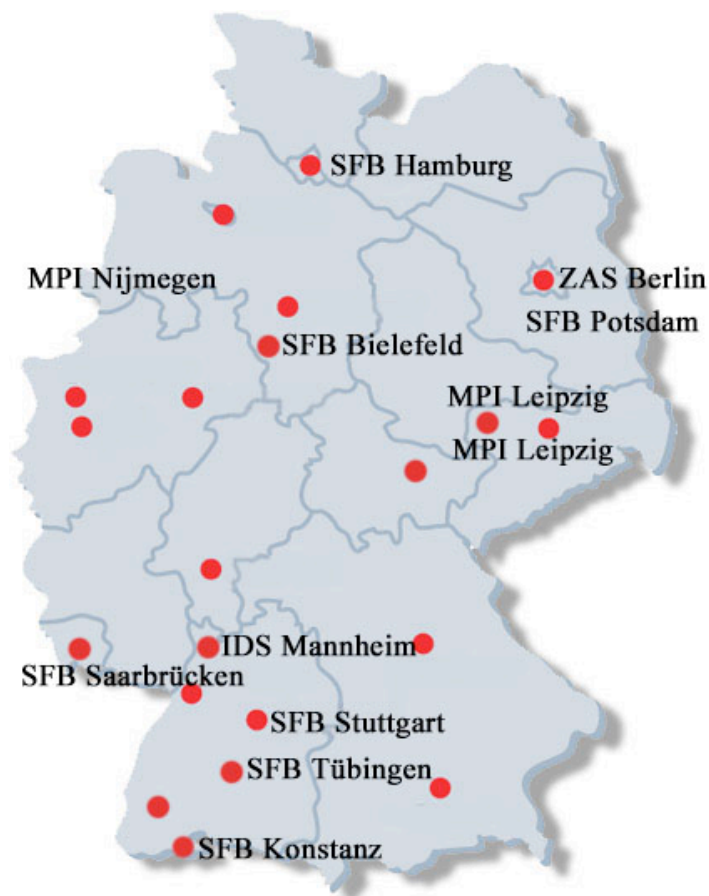 SFB Hamburg
MPI Nijmegen
ZAS Berlin
SFB Potsdam
SFB Bielefeld
MPI Leipzig
MPI Leipzig
IDS Mannheim
SFB Saarbrücken
SFB Stuttgart
SFB Tübingen
SFB Konstanz